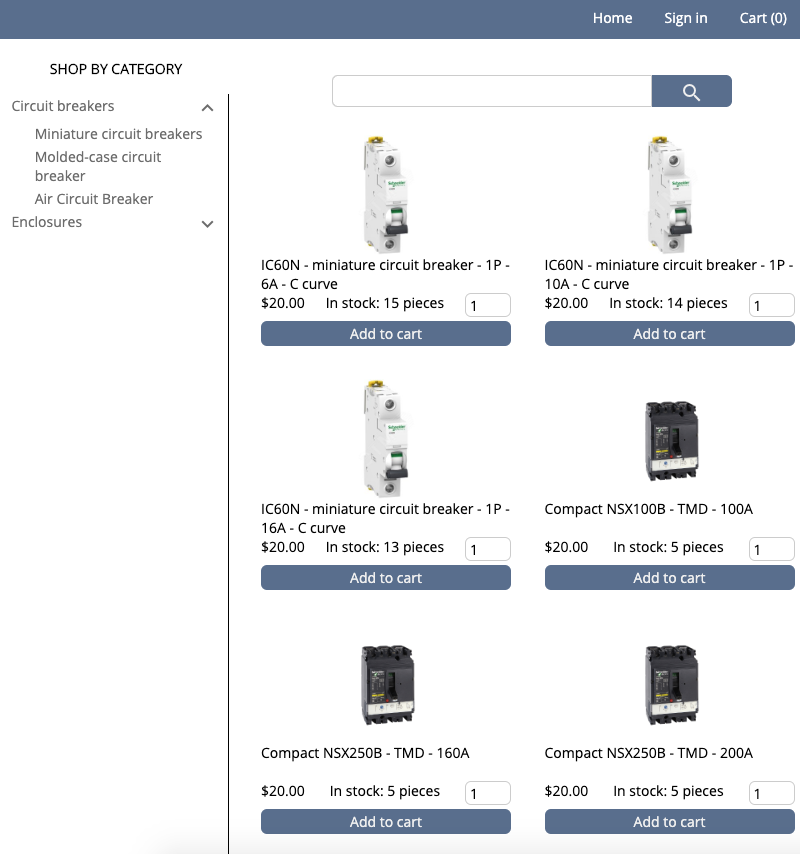 Home Sign in Cart (0)
SHOP BY CATEGORY
Circuit breakers
Miniature circuit breakers
Molded-case circuit
breaker
Air Circuit Breaker
Enclosures
IC60N - miniature circuit breaker - 1P -
6A - C curve
$20.00 In stock: 15 pieces 1
Add to cart
IC60N - miniature circuit breaker - 1P -
10A - C curve
$20.00 In stock: 14 pieces 1
Add to cart
IC60N - miniature circuit breaker - 1P -
16A - C curve
$20.00 In stock: 13 pieces 1
Add to cart
Compact NSX100B - TMD - 100A
$20.00 In stock: 5 pieces 1
Add to cart
Compact NSX250B - TMD - 160A
$20.00 In stock: 5 pieces 1
Add to cart
Compact NSX250B - TMD - 200A
$20.00 In stock: 5 pieces 1
Add to cart